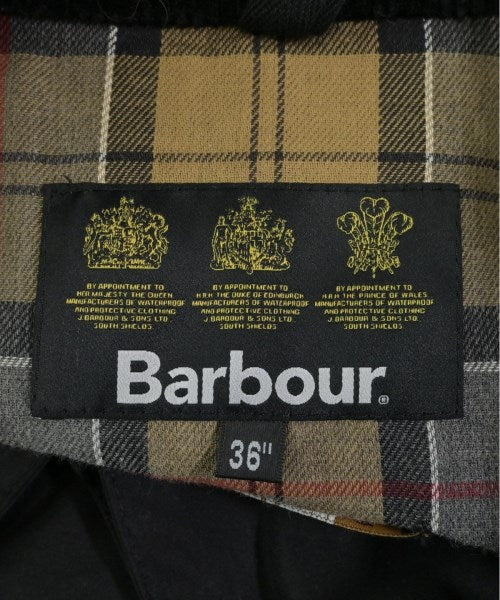 BY APPOINTMENT TO
HER MAJESTY THE QUEEN
MANUFACTURERS OF WATERPROOF
AND PROTECTIVE CLOTHING
J. BARBOUR & SONS LTD.
SOUTH SHIELDS
BY APPOINTMENT TO
H.R.H. THE DUKE OF EDINBURGH
MANUFACTURERS OF WATERPROOF
AND PROTECTIVE CLOTHING
J. BARBOUR & SONS LTD.
SOUTH SHIELDS
BY APPOINTMENT TO
H.R.H. THE PRINCE OF WALES
MANUFACTURERS OF WATERPROOF
AND PROTECTIVE CLOTHING
J. BARBOUR & SONS LTD.
SOUTH SHIELDS
Barbour®
36"